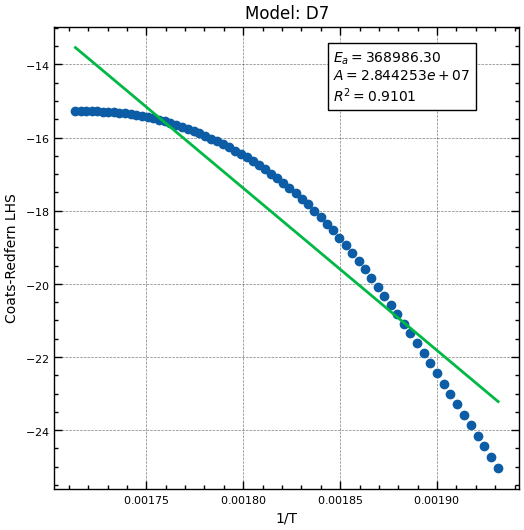 Model: D7
E_a = 368986.30
A = 2.844253e + 07
R² = 0.9101
Coats-Redfern LHS
−14
−16
−18
−20
−22
−24
0.00175 0.00180 0.00185 0.00190
1/T